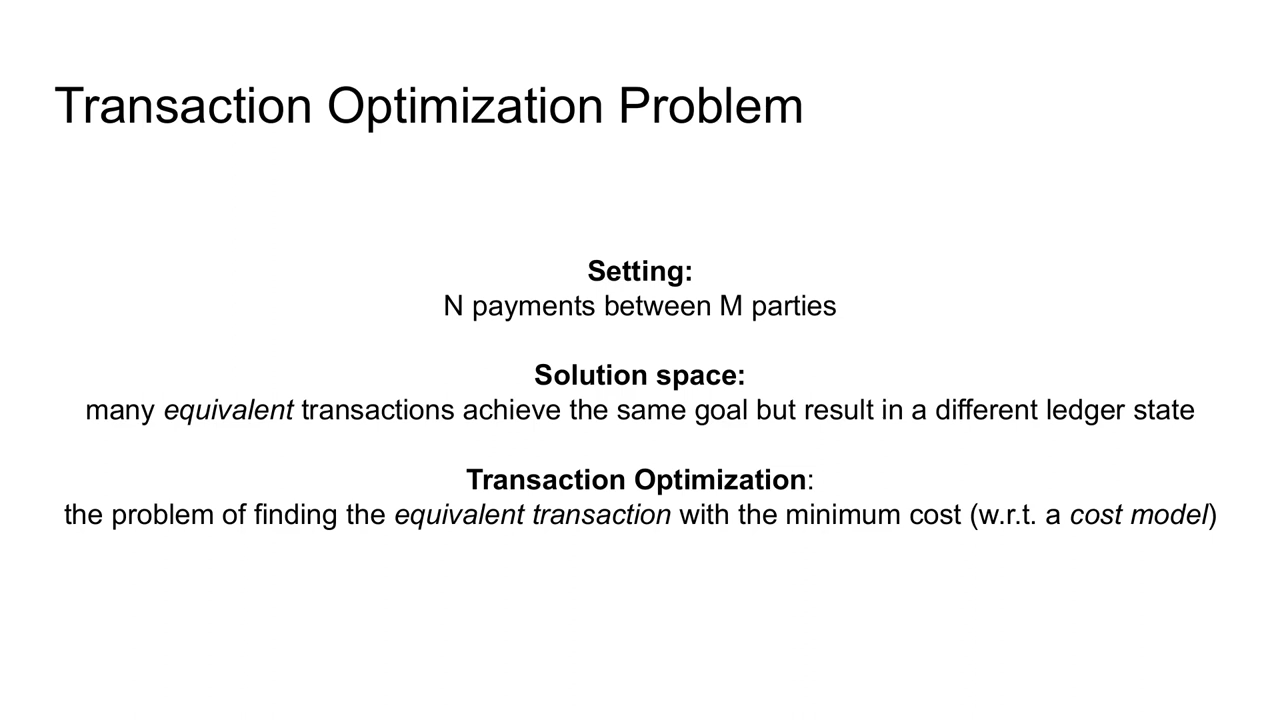 Transaction Optimization Problem
Setting:
N payments between M parties
Solution space:
many equivalent transactions achieve the same goal but result in a different ledger state
Transaction Optimization:
the problem of finding the equivalent transaction with the minimum cost (w.r.t. a cost model)